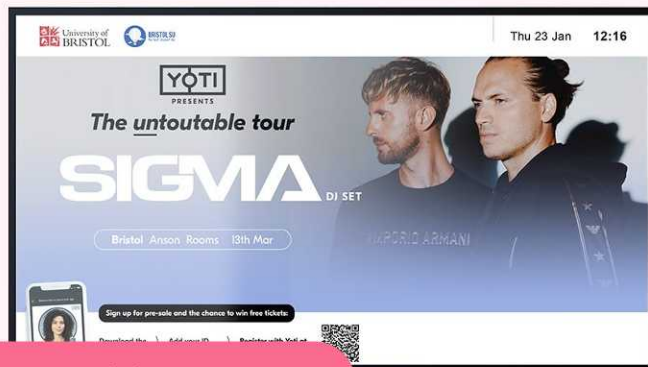 University of
BRISTOL
BRISTOL SU
Thu 23 Jan 12:16
YOTI
PRESENTS
The untoutable tour
SIGMA DJ SET
Bristol Anson Rooms 13th Mar
EMPORIO ARMANI
Sign up for pre-sale and the chance to win free tickets:
Download the Add your ID Register with Yoti at